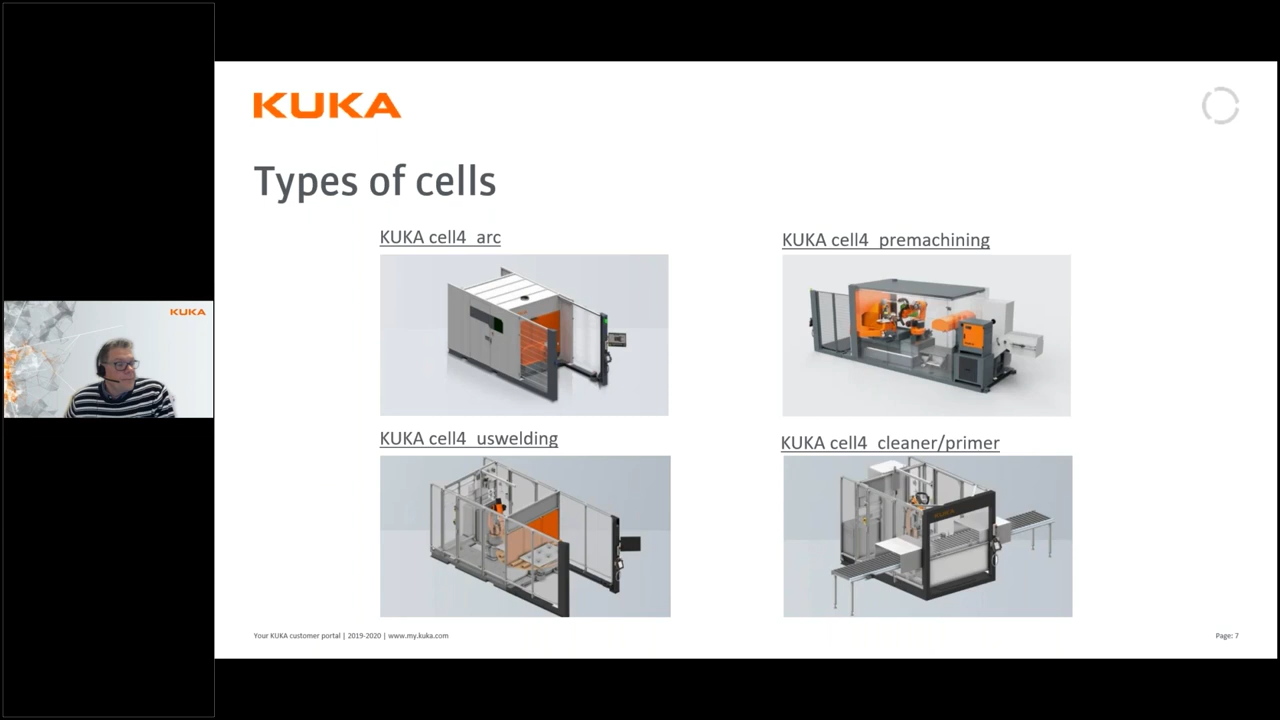 KUKA
KUKA
Types of cells
KUKA cell4_arc
KUKA cell4_premachining
KUKA cell4_uswelding
KUKA cell4_cleaner/primer
Your KUKA customer portal | 2019-2020 | www.my.kuka.com
Page: 7